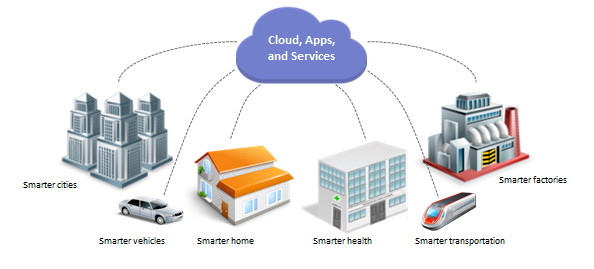 Cloud, Apps,
and Services
Smarter cities
Smarter factories
Smarter vehicles
Smarter home
Smarter health
Smarter transportation